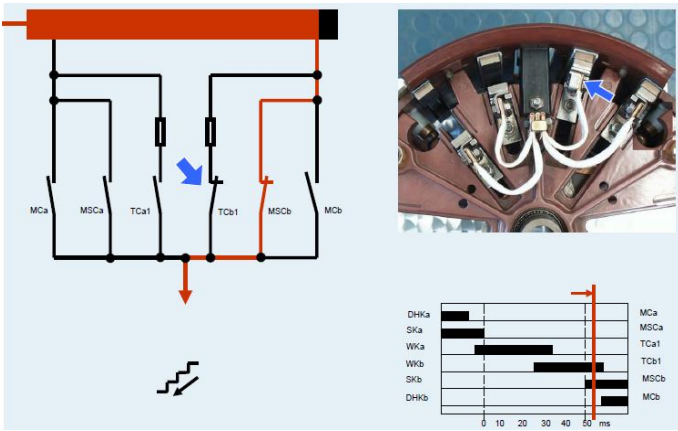 MCa MSCa TCa1 TCb1 MSCb MCb
DHKa MCa
SKa MSCa
WKa TCa1
WKb TCb1
SKb MSCb
DHKb MCb
0 10 20 30 40 50 ms